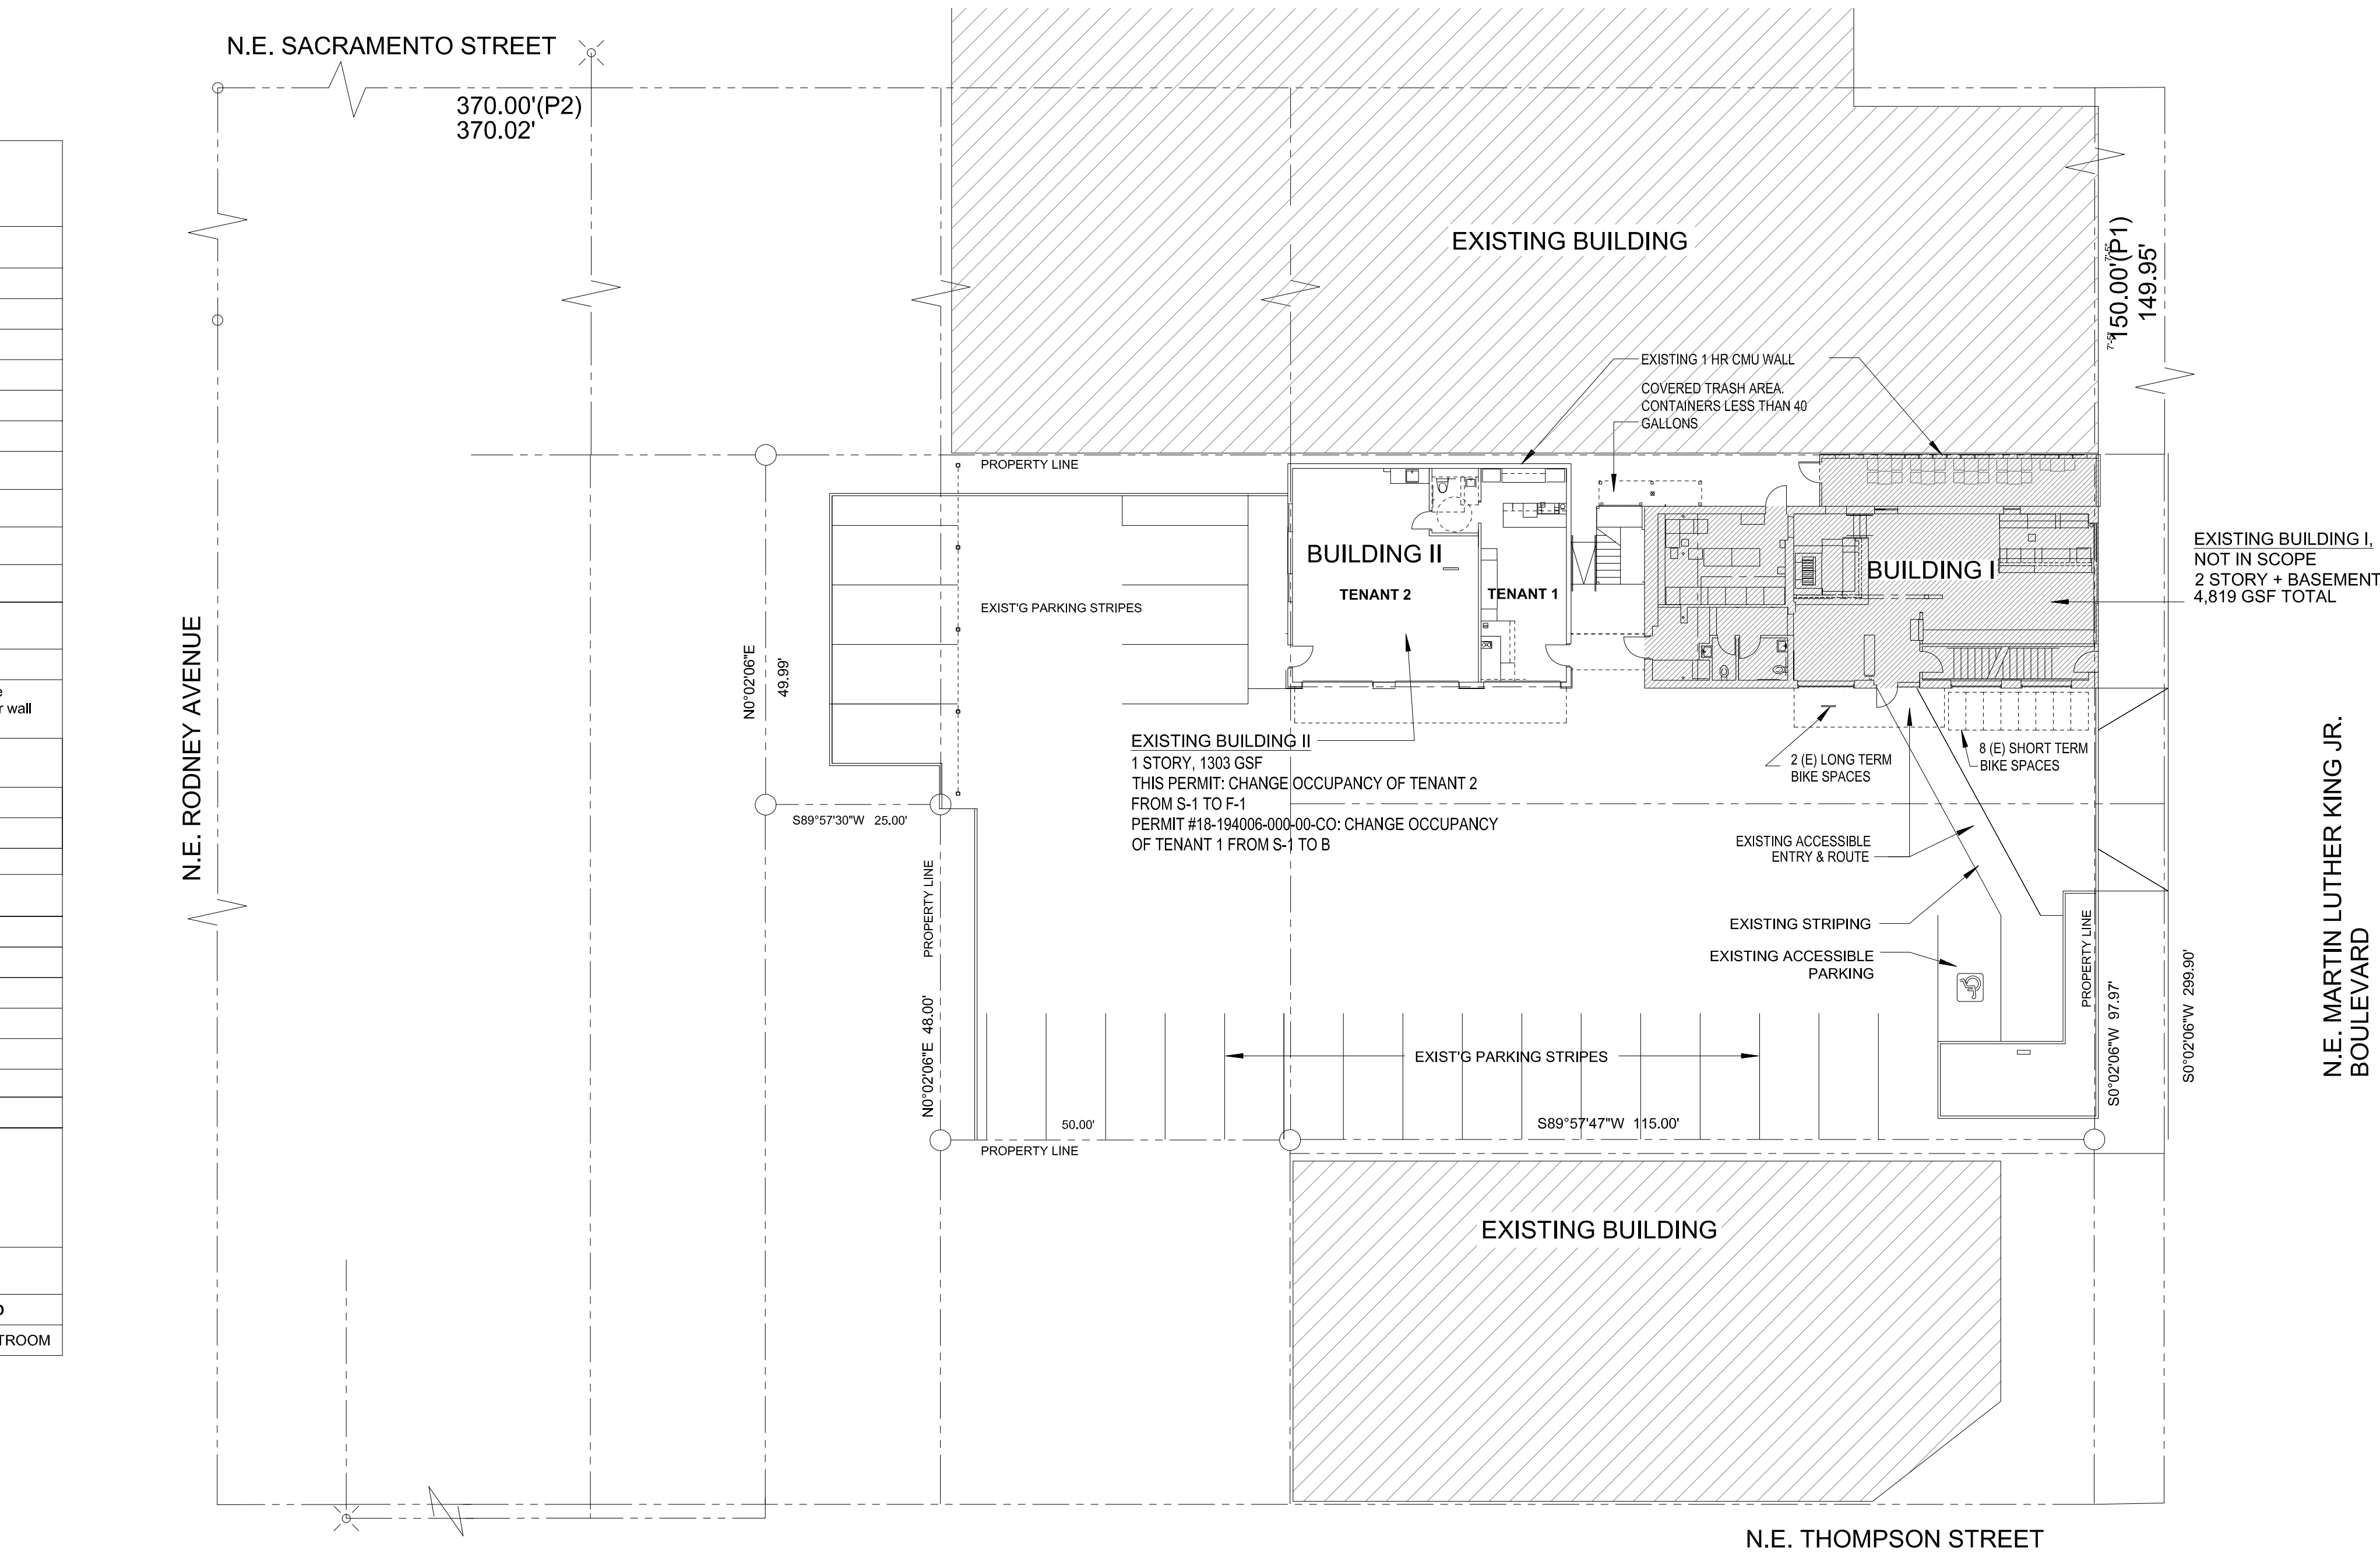 N.E. SACRAMENTO STREET
370.00'(P2)
370.02'
EXISTING BUILDING
150.00'(P1)
149.95'
7'-5"
7'-5"
EXISTING 1 HR CMU WALL
COVERED TRASH AREA.
CONTAINERS LESS THAN 40
GALLONS
PROPERTY LINE
BUILDING II
TENANT 2
TENANT 1
BUILDING I
EXISTING BUILDING I,
NOT IN SCOPE
2 STORY + BASEMENT
4,819 GSF TOTAL
EXIST'G PARKING STRIPES
N.E. RODNEY AVENUE
N0°02'06"E
49.99'
e
r wall
EXISTING BUILDING II
1 STORY, 1303 GSF
THIS PERMIT: CHANGE OCCUPANCY OF TENANT 2
FROM S-1 TO F-1
PERMIT #18-194006-000-00-CO: CHANGE OCCUPANCY
OF TENANT 1 FROM S-1 TO B
2 (E) LONG TERM
BIKE SPACES
8 (E) SHORT TERM
BIKE SPACES
S89°57'30"W 25.00'
EXISTING ACCESSIBLE
ENTRY & ROUTE
PROPERTY LINE
N0°02'06"E 48.00'
EXISTING STRIPING
EXISTING ACCESSIBLE
PARKING
PROPERTY LINE
S0°02'06"W 97.97'
S0°02'06"W 299.90'
N.E. MARTIN LUTHER KING JR.
BOULEVARD
EXIST'G PARKING STRIPES
50.00'
S89°57'47"W 115.00'
PROPERTY LINE
EXISTING BUILDING
TROOM
N.E. THOMPSON STREET